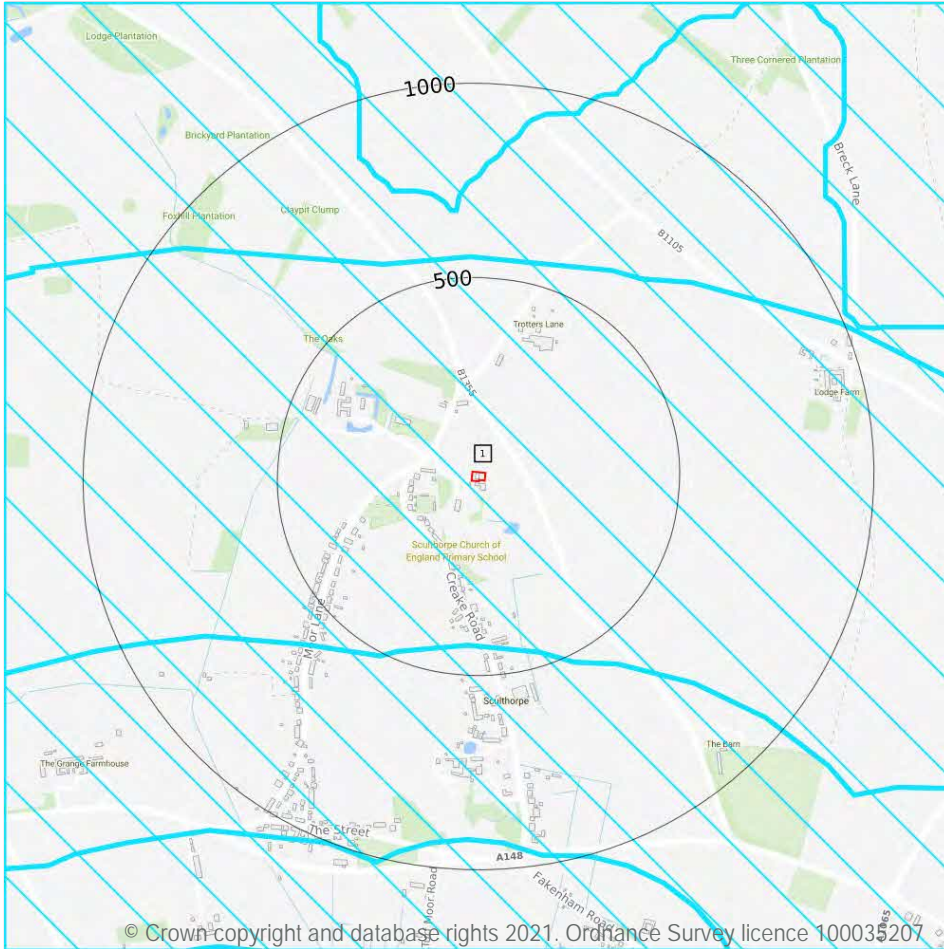 Lodge Plantation
Three Cornered Plantation
1000
Brickyard Plantation
Breck Lane
Foxhill Plantation
Claypit Clump
B1105
500
Trotters Lane
The Oaks
B1355
Lodge Farm
1
Sculthorpe Church of
England Primary School
Creake Road
Moor Lane
Sculthorpe
The Barn
The Grange Farmhouse
The Street
A148
Moor Road
Fakenham Road
© Crown copyright and database rights 2021. Ordnance Survey licence 100035207.